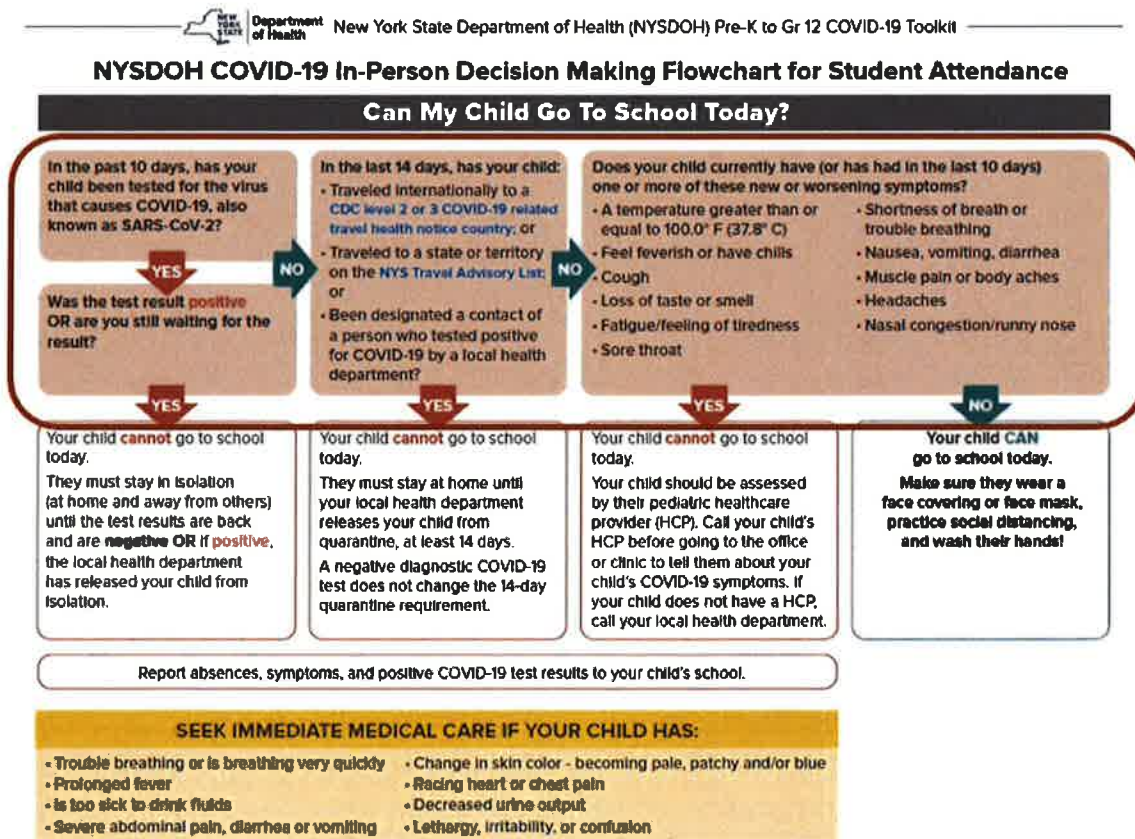 NEW YORK STATE
Department of Health
New York State Department of Health (NYSDOH) Pre-K to Gr 12 COVID-19 Toolkit
NYSDOH COVID-19 In-Person Decision Making Flowchart for Student Attendance
Can My Child Go To School Today?
In the past 10 days, has your
child been tested for the virus
that causes COVID-19, also
known as SARS-CoV-2?
YES
Was the test result positive
OR are you still waiting for the
result?
NO
In the last 14 days, has your child:
• Traveled internationally to a
CDC level 2 or 3 COVID-19 related
travel health notice country; or
• Traveled to a state or territory
on the NYS Travel Advisory List;
or
• Been designated a contact of
a person who tested positive
for COVID-19 by a local health
department?
NO
Does your child currently have (or has had in the last 10 days)
one or more of these new or worsening symptoms?
• A temperature greater than or
equal to 100.0° F (37.8° C)
• Feel feverish or have chills
• Cough
• Loss of taste or smell
• Fatigue/feeling of tiredness
• Sore throat
• Shortness of breath or
trouble breathing
• Nausea, vomiting, diarrhea
• Muscle pain or body aches
• Headaches
• Nasal congestion/runny nose
YES
YES
YES
NO
Your child cannot go to school
today.
They must stay in isolation
(at home and away from others)
until the test results are back
and are negative OR if positive,
the local health department
has released your child from
isolation.
Your child cannot go to school
today.
They must stay at home until
your local health department
releases your child from
quarantine, at least 14 days.
A negative diagnostic COVID-19
test does not change the 14-day
quarantine requirement.
Your child cannot go to school
today.
Your child should be assessed
by their pediatric healthcare
provider (HCP). Call your child's
HCP before going to the office
or clinic to tell them about your
child's COVID-19 symptoms. If
your child does not have a HCP,
call your local health department.
Your child CAN
go to school today.
Make sure they wear a
face covering or face mask,
practice social distancing,
and wash their hands!
Report absences, symptoms, and positive COVID-19 test results to your child's school.
SEEK IMMEDIATE MEDICAL CARE IF YOUR CHILD HAS:
• Trouble breathing or is breathing very quickly
• Prolonged fever
• Is too sick to drink fluids
• Severe abdominal pain, diarrhea or vomiting
• Change in skin color - becoming pale, patchy and/or blue
• Racing heart or chest pain
• Decreased urine output
• Lethargy, irritability, or confusion